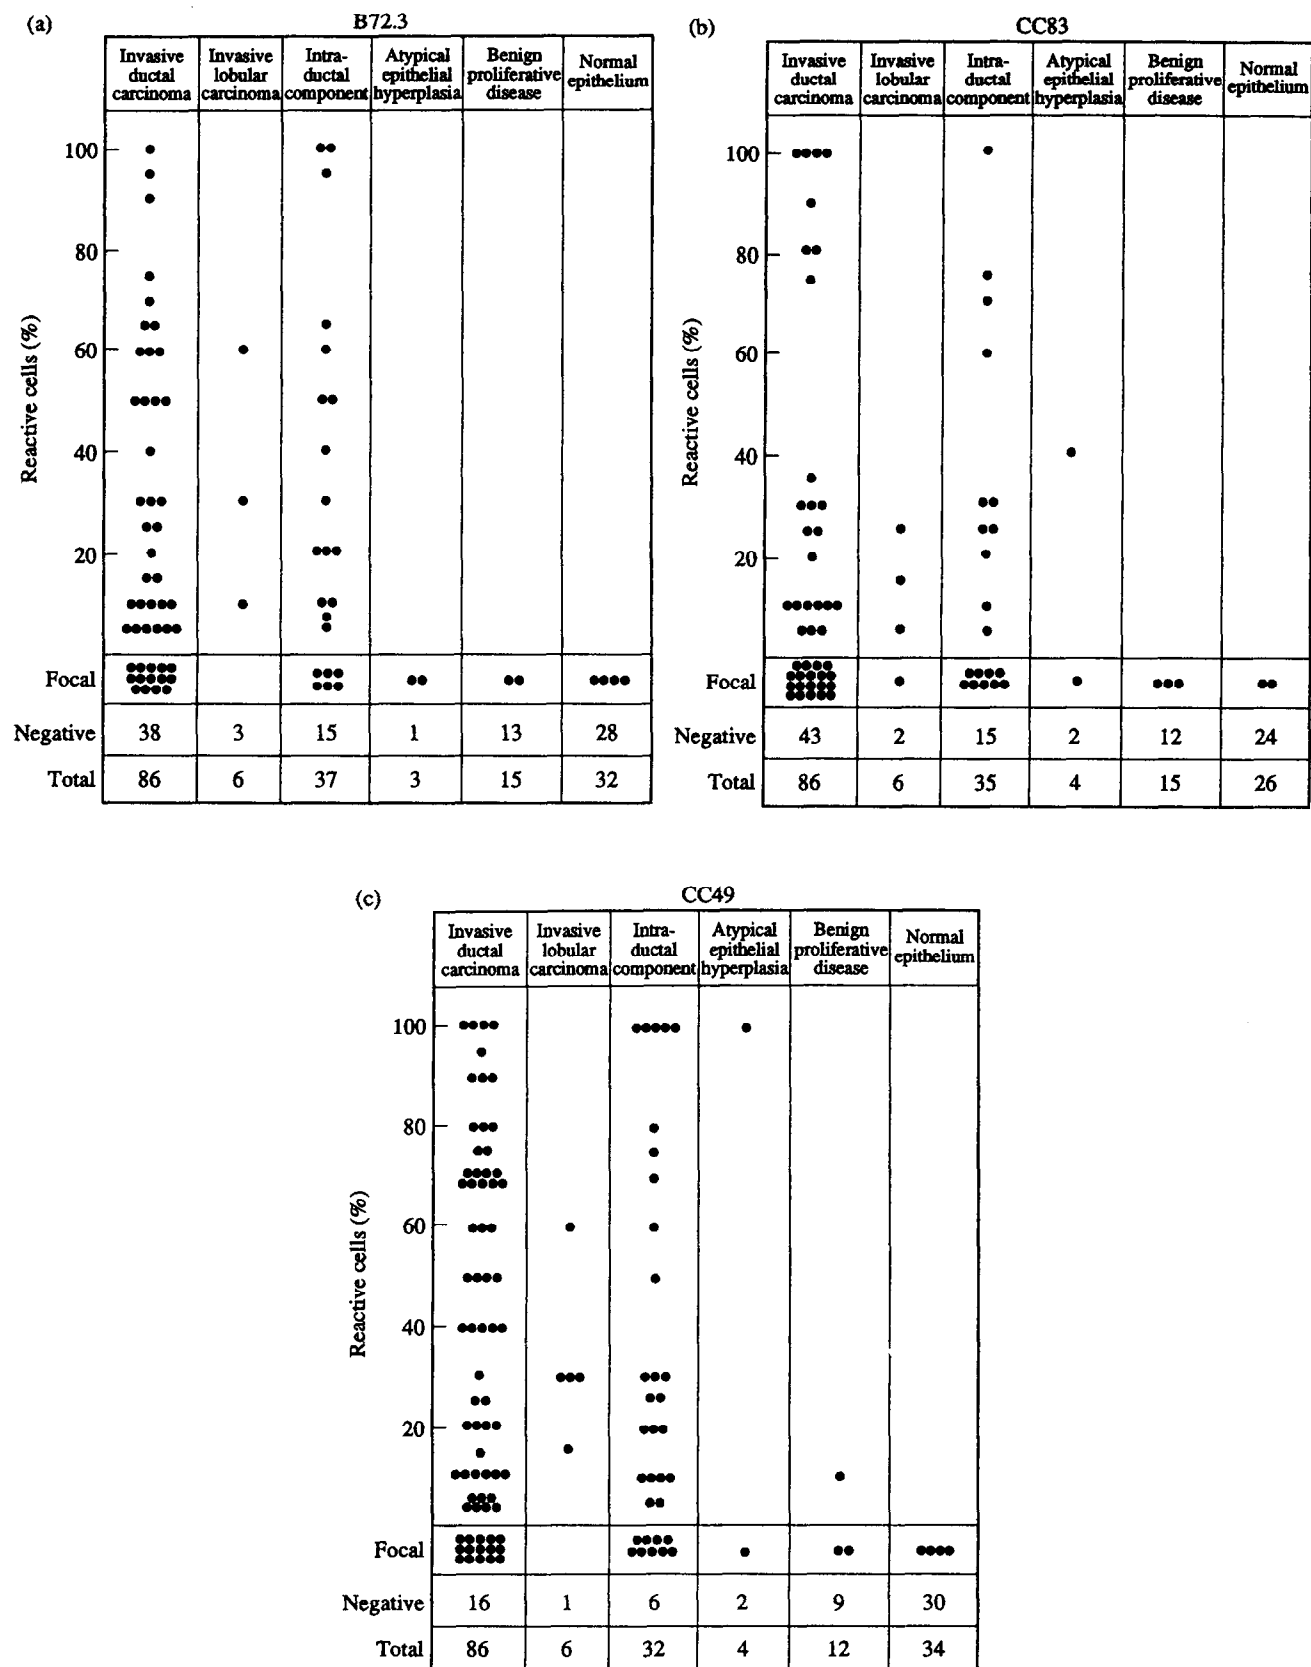 (a)
B72.3
Invasive ductal carcinoma
Invasive lobular carcinoma
Intra-ductal component
Atypical epithelial hyperplasia
Benign proliferative disease
Normal epithelium
Reactive cells (%)
100
80
60
40
20
Focal
Negative 38 3 15 1 13 28
Total 86 6 37 3 15 32
(b)
CC83
Invasive ductal carcinoma
Invasive lobular carcinoma
Intra-ductal component
Atypical epithelial hyperplasia
Benign proliferative disease
Normal epithelium
Reactive cells (%)
100
80
60
40
20
Focal
Negative 43 2 15 2 12 24
Total 86 6 35 4 15 26
(c)
CC49
Invasive ductal carcinoma
Invasive lobular carcinoma
Intra-ductal component
Atypical epithelial hyperplasia
Benign proliferative disease
Normal epithelium
Reactive cells (%)
100
80
60
40
20
Focal
Negative 16 1 6 2 9 30
Total 86 6 32 4 12 34